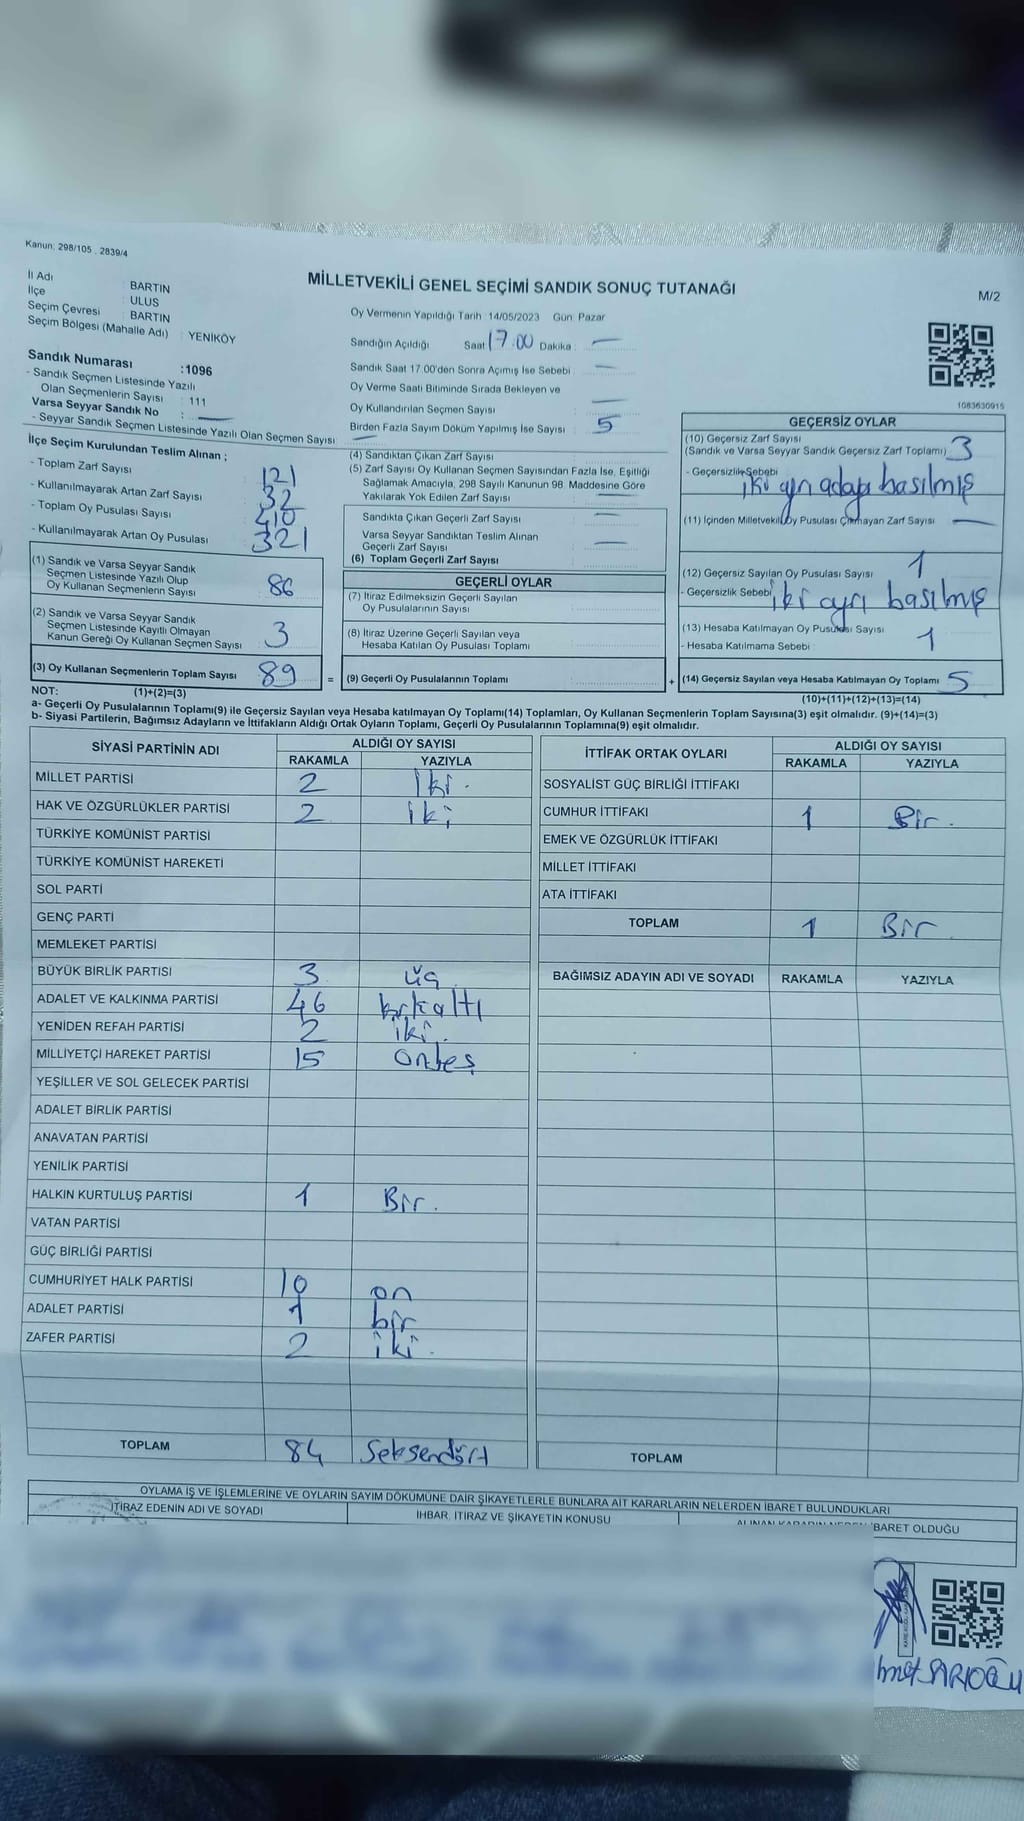 Kanun: 298/105 , 2839/4
MİLLETVEKİLİ GENEL SEÇİMİ SANDIK SONUÇ TUTANAĞI
M/2
İl Adı : BARTIN
İlçe : ULUS
Seçim Çevresi : BARTIN
Seçim Bölgesi (Mahalle Adı) : YENİKÖY
Sandık Numarası :1096
- Sandık Seçmen Listesinde Yazılı
Olan Seçmenlerin Sayısı : 111
Varsa Seyyar Sandık No :
- Seyyar Sandık Seçmen Listesinde Yazılı Olan Seçmen Sayısı :
İlçe Seçim Kurulundan Teslim Alınan ;
- Toplam Zarf Sayısı 121
- Kullanılmayarak Artan Zarf Sayısı 32
- Toplam Oy Pusulası Sayısı 410
- Kullanılmayarak Artan Oy Pusulası 321
(1) Sandık ve Varsa Seyyar Sandık
Seçmen Listesinde Yazılı Olup
Oy Kullanan Seçmenlerin Sayısı 86
(2) Sandık ve Varsa Seyyar Sandık
Seçmen Listesinde Kayıtlı Olmayan
Kanun Gereği Oy Kullanan Seçmen Sayısı 3
(3) Oy Kullanan Seçmenlerin Toplam Sayısı 89
Oy Vermenin Yapıldığı Tarih :14/05/2023 Gün: Pazar
Sandığın Açıldığı Saat 17:00 Dakika :
Sandık Saat 17.00'den Sonra Açımış İse Sebebi :
Oy Verme Saati Bitiminde Sırada Bekleyen ve
Oy Kullandırılan Seçmen Sayısı
Birden Fazla Sayım Döküm Yapılmış İse Sayısı : 5
(4) Sandıktan Çıkan Zarf Sayısı
(5) Zarf Sayısı Oy Kullanan Seçmen Sayısından Fazla İse, Eşitliği
Sağlamak Amacıyla, 298 Sayılı Kanunun 98. Maddesine Göre
Yakılarak Yok Edilen Zarf Sayısı :
Sandıkta Çıkan Geçerli Zarf Sayısı
Varsa Seyyar Sandıktan Teslim Alınan
Geçerli Zarf Sayısı
(6) Toplam Geçerli Zarf Sayısı
GEÇERLİ OYLAR
(7) İtiraz Edilmeksizin Geçerli Sayılan
Oy Pusulalarının Sayısı
(8) İtiraz Üzerine Geçerli Sayılan veya
Hesaba Katılan Oy Pusulası Toplamı
= (9) Geçerli Oy Pusulalarının Toplamı
1083630915
GEÇERSİZ OYLAR
(10) Geçersiz Zarf Sayısı
(Sandık ve Varsa Seyyar Sandık Geçersiz Zarf Toplamı) 3
- Geçersizlik Sebebi
iki ayrı adaya basılmış
(11) İçinden Milletvekili Oy Pusulası Çıkmayan Zarf Sayısı
(12) Geçersiz Sayılan Oy Pusulası Sayısı 1
- Geçersizlik Sebebi iki ayrı basılmış
(13) Hesaba Katılmayan Oy Pusulası Sayısı 1
- Hesaba Katılmama Sebebi :
+ (14) Geçersiz Sayılan veya Hesaba Katılmayan Oy Toplamı 5
NOT: (1)+(2)=(3)
(10)+(11)+(12)+(13)=(14)
a- Geçerli Oy Pusulalarının Toplamı(9) ile Geçersiz Sayılan veya Hesaba katılmayan Oy Toplamı(14) Toplamları, Oy Kullanan Seçmenlerin Toplam Sayısına(3) eşit olmalıdır. (9)+(14)=(3)
b- Siyasi Partilerin, Bağımsız Adayların ve İttifakların Aldığı Ortak Oyların Toplamı, Geçerli Oy Pusulalarının Toplamına(9) eşit olmalıdır.
SİYASİ PARTİNİN ADI ALDIĞI OY SAYISI
RAKAMLA YAZIYLA
MİLLET PARTİSİ 2 iki.
HAK VE ÖZGÜRLÜKLER PARTİSİ 2 iki
TÜRKİYE KOMÜNİST PARTİSİ
TÜRKİYE KOMÜNİST HAREKETİ
SOL PARTİ
GENÇ PARTİ
MEMLEKET PARTİSİ
BÜYÜK BİRLİK PARTİSİ 3 üç
ADALET VE KALKINMA PARTİSİ 46 kırkaltı
YENİDEN REFAH PARTİSİ 2 iki.
MİLLİYETÇİ HAREKET PARTİSİ 15 onbeş
YEŞİLLER VE SOL GELECEK PARTİSİ
ADALET BİRLİK PARTİSİ
ANAVATAN PARTİSİ
YENİLİK PARTİSİ
HALKIN KURTULUŞ PARTİSİ 1 Bir.
VATAN PARTİSİ
GÜÇ BİRLİĞİ PARTİSİ
CUMHURİYET HALK PARTİSİ 10 on
ADALET PARTİSİ 1 bir
ZAFER PARTİSİ 2 iki.
TOPLAM 84 Seksendört
İTTİFAK ORTAK OYLARI ALDIĞI OY SAYISI
RAKAMLA YAZIYLA
SOSYALİST GÜÇ BİRLİĞİ İTTİFAKI
CUMHUR İTTİFAKI 1 Bir.
EMEK VE ÖZGÜRLÜK İTTİFAKI
MİLLET İTTİFAKI
ATA İTTİFAKI
TOPLAM 1 Bir
BAĞIMSIZ ADAYIN ADI VE SOYADI RAKAMLA YAZIYLA
TOPLAM
OYLAMA İŞ VE İŞLEMLERİNE VE OYLARIN SAYIM DÖKÜMÜNE DAİR ŞİKAYETLERLE BUNLARA AİT KARARLARIN NELERDEN İBARET BULUNDUKLARI
İTİRAZ EDENİN ADI VE SOYADI
İHBAR, İTİRAZ VE ŞİKAYETİN KONUSU
ALINAN KARARIN NEDEN İBARET OLDUĞU